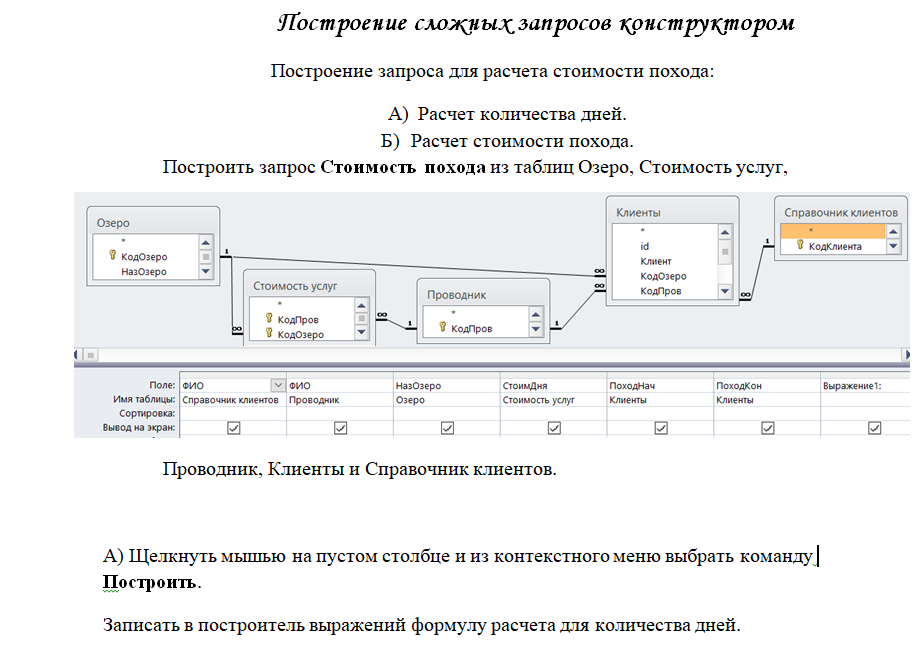 Построение сложных запросов конструктором
Построение запроса для расчета стоимости похода:
А) Расчет количества дней.
Б) Расчет стоимости похода.
Построить запрос Стоимость похода из таблиц Озеро, Стоимость услуг,
Озеро
*
КодОзеро
НазОзеро
1
∞
Стоимость услуг
*
КодПров
КодОзеро
∞
1
Проводник
*
КодПров
1
∞
∞
Клиенты
*
id
Клиент
КодОзеро
КодПров
∞
1
Справочник клиентов
*
КодКлиента
Поле: ФИО ФИО НазОзеро СтоимДня ПоходНач ПоходКон Выражение1:
Имя таблицы: Справочник клиентов Проводник Озеро Стоимость услуг Клиенты Клиенты
Сортировка:
Вывод на экран:
Проводник, Клиенты и Справочник клиентов.
А) Щелкнуть мышью на пустом столбце и из контекстного меню выбрать команду
Построить.
Записать в построитель выражений формулу расчета для количества дней.